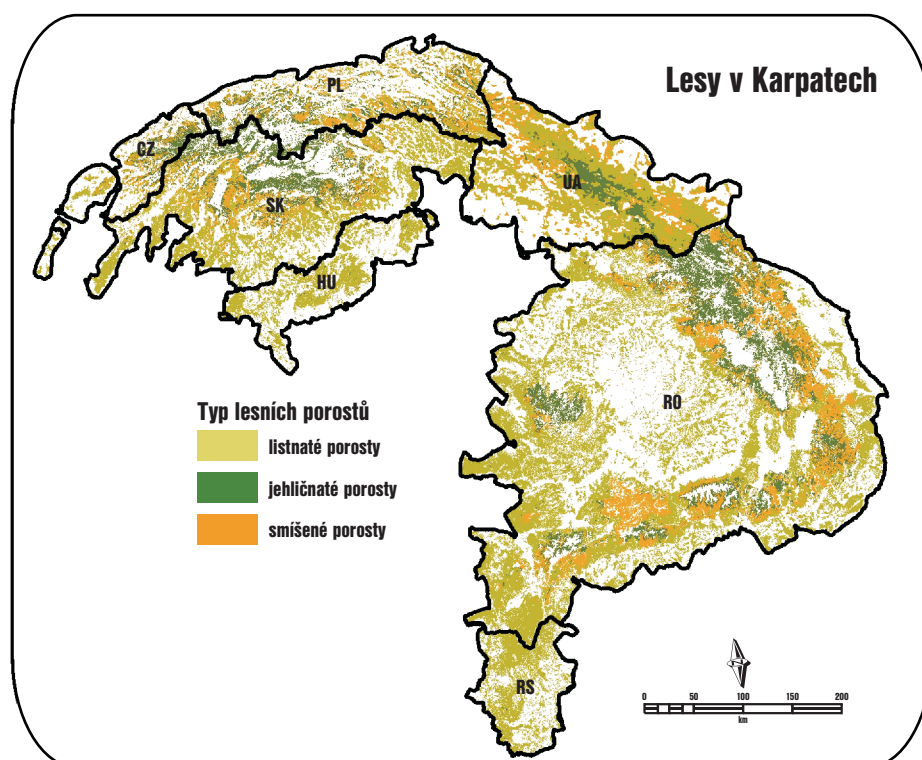 Lesy v Karpatech
PL
CZ
SK
UA
HU
RO
RS
Typ lesních porostů
listnaté porosty
jehličnaté porosty
smíšené porosty
0 50 100 150 200
km